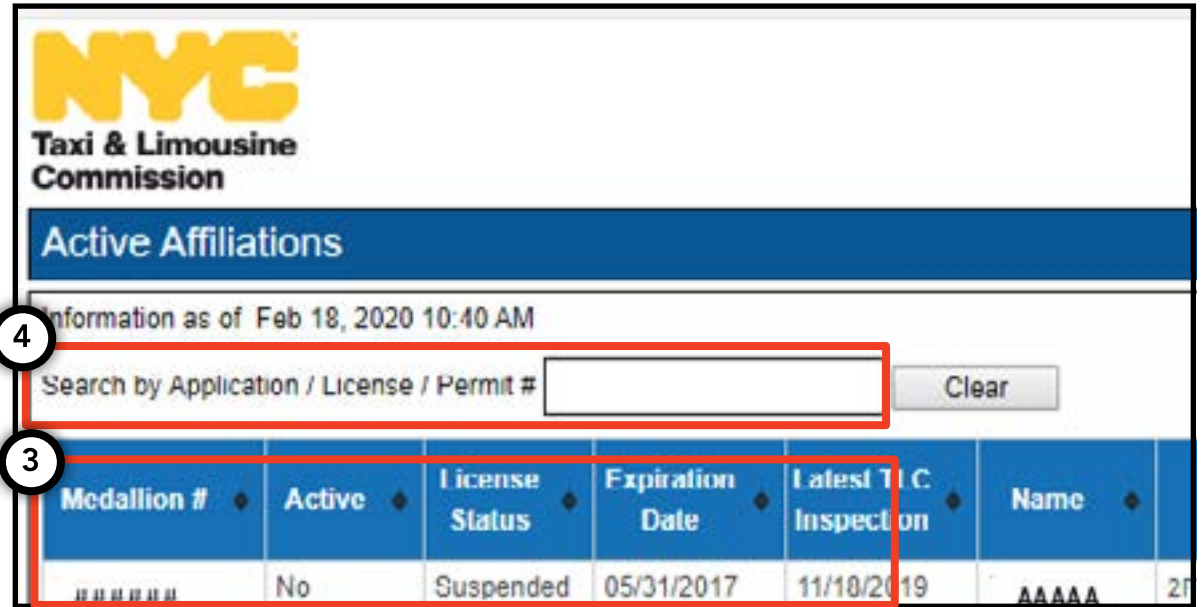 NYC
Taxi & Limousine
Commission
Active Affiliations
Information as of Feb 18, 2020 10:40 AM
4
Search by Application / License / Permit #
Clear
3
Medallion # Active License Status Expiration Date Latest TLC Inspection Name
###### No Suspended 05/31/2017 11/18/2019 AAAAA